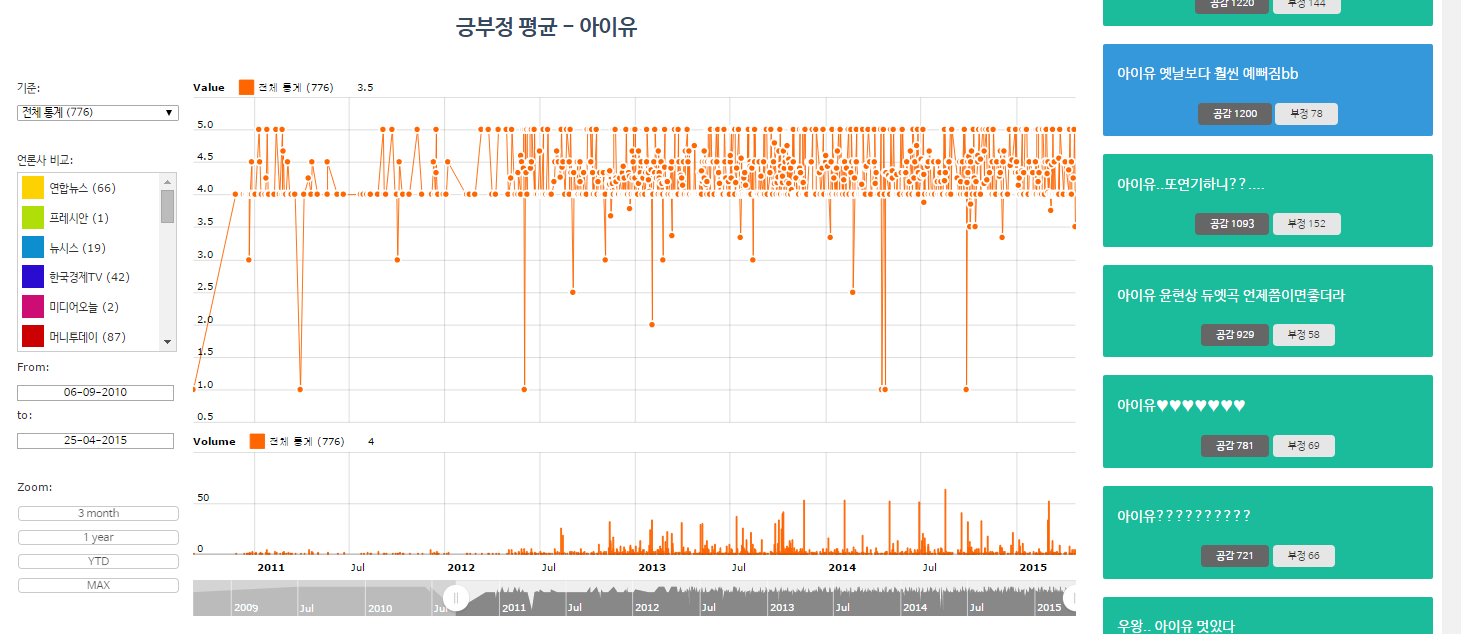 긍부정 평균 - 아이유
기준:
전체 통계 (776)
언론사 비교:
연합뉴스 (66)
프레시안 (1)
뉴시스 (19)
한국경제TV (42)
미디어오늘 (2)
머니투데이 (87)
From:
06-09-2010
to:
25-04-2015
Zoom:
3 month
1 year
YTD
MAX
Value 전체 통계 (776) 3.5
5.0
4.5
4.0
3.5
3.0
2.5
2.0
1.5
1.0
0.5
Volume 전체 통계 (776) 4
50
0
2011 Jul 2012 Jul 2013 Jul 2014 Jul 2015
2009 Jul 2010 Jul 2011 Jul 2012 Jul 2013 Jul 2014 Jul 2015
공감 1220 부정 144
아이유 옛날보다 훨씬 예뻐짐bb
공감 1200 부정 78
아이유..또연기하니??....
공감 1093 부정 152
아이유 윤현상 듀엣곡 언제쯤이면좋더라
공감 929 부정 58
아이유♥♥♥♥♥♥♥
공감 781 부정 69
아이유??????????
공감 721 부정 66
우왕.. 아이유 멋있다